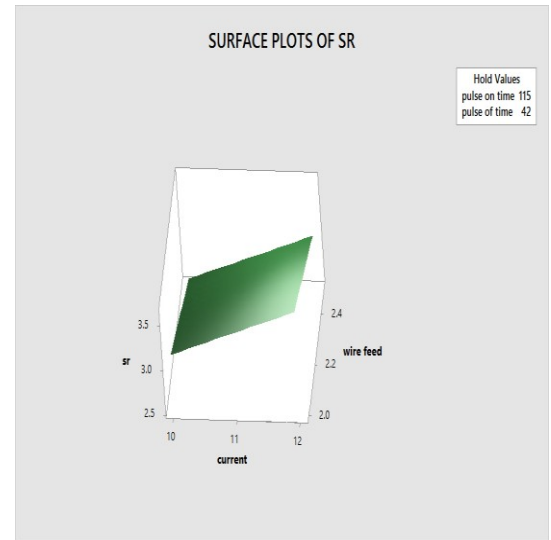 SURFACE PLOTS OF SR
Hold Values
pulse on time 115
pulse of time 42
3.5
3.0
2.5
sr
2.4
2.2
2.0
wire feed
10
11
12
current